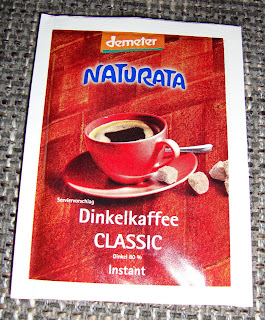 demeter
NATURATA
Serviervorschlag
Dinkelkaffee
CLASSIC
Dinkel 80 %
Instant